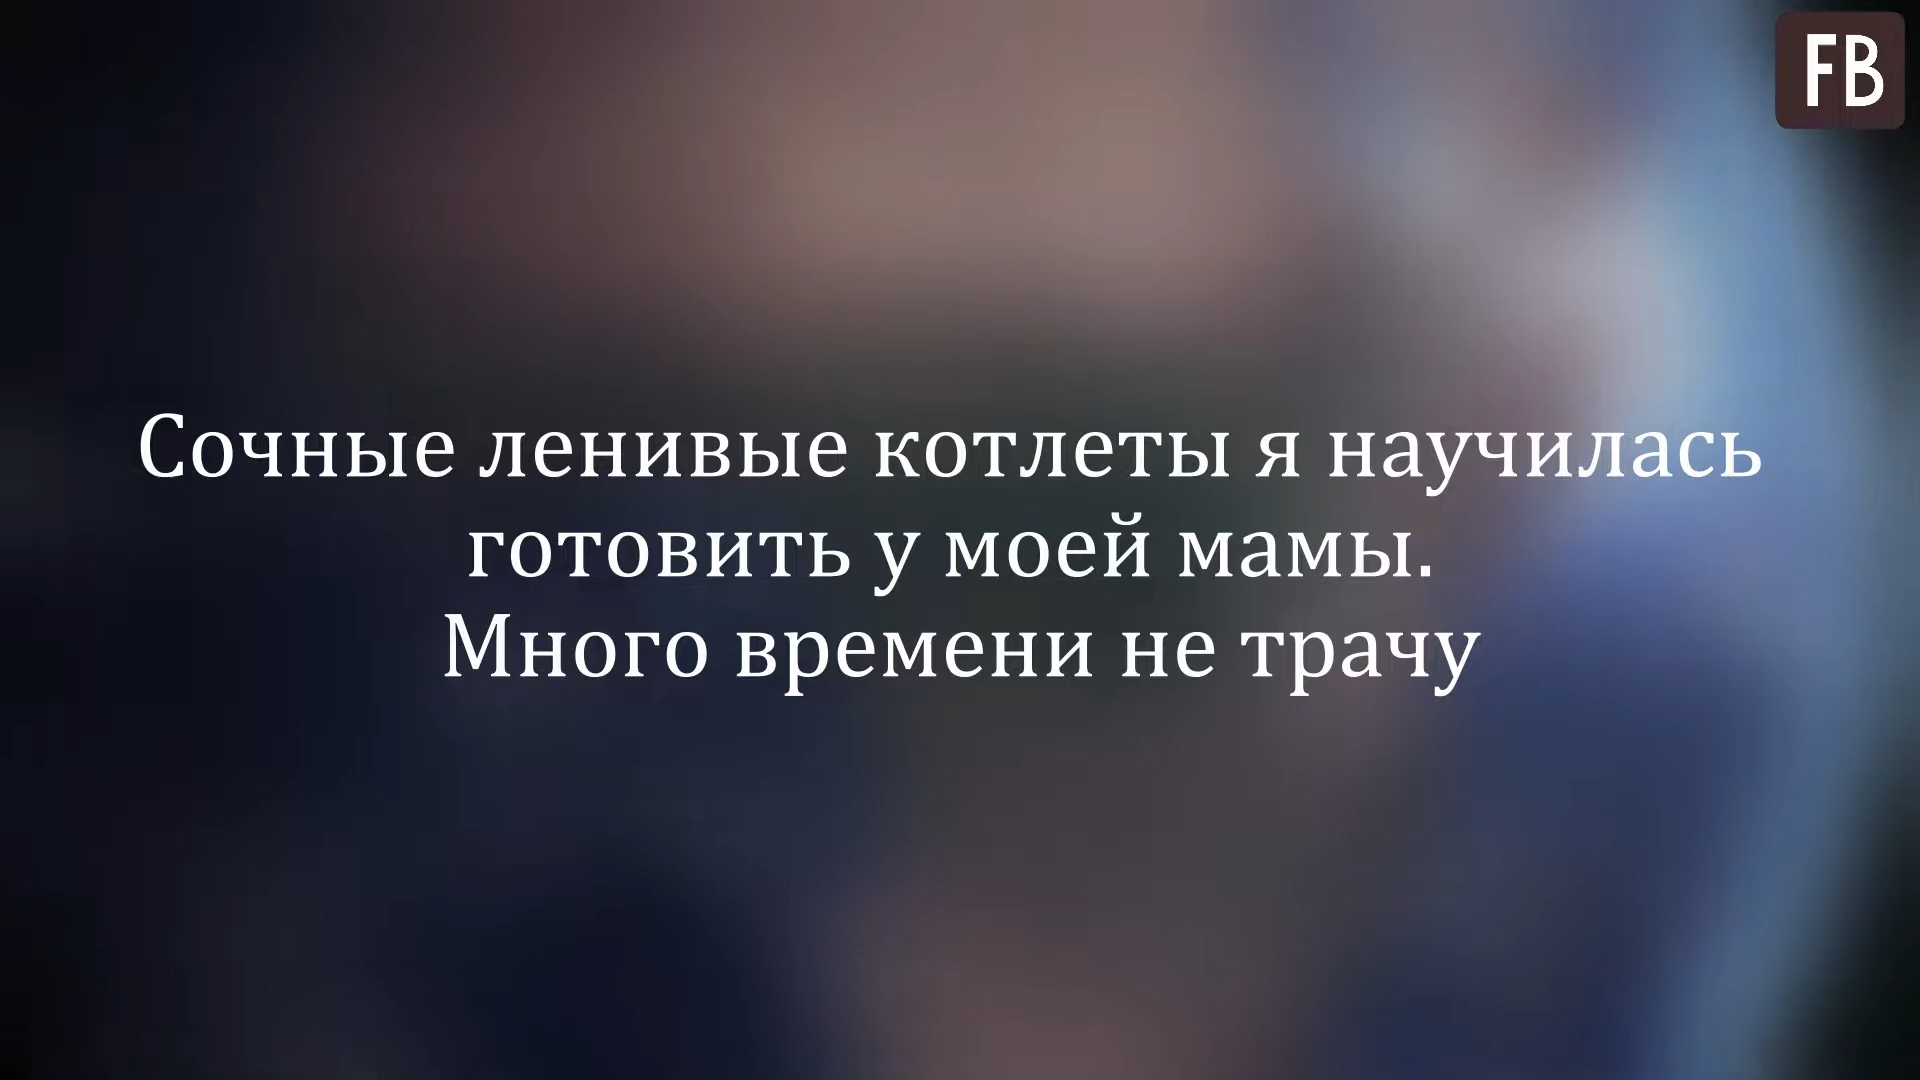 FB
Сочные ленивые котлеты я научилась
готовить у моей мамы.
Много времени не трачу